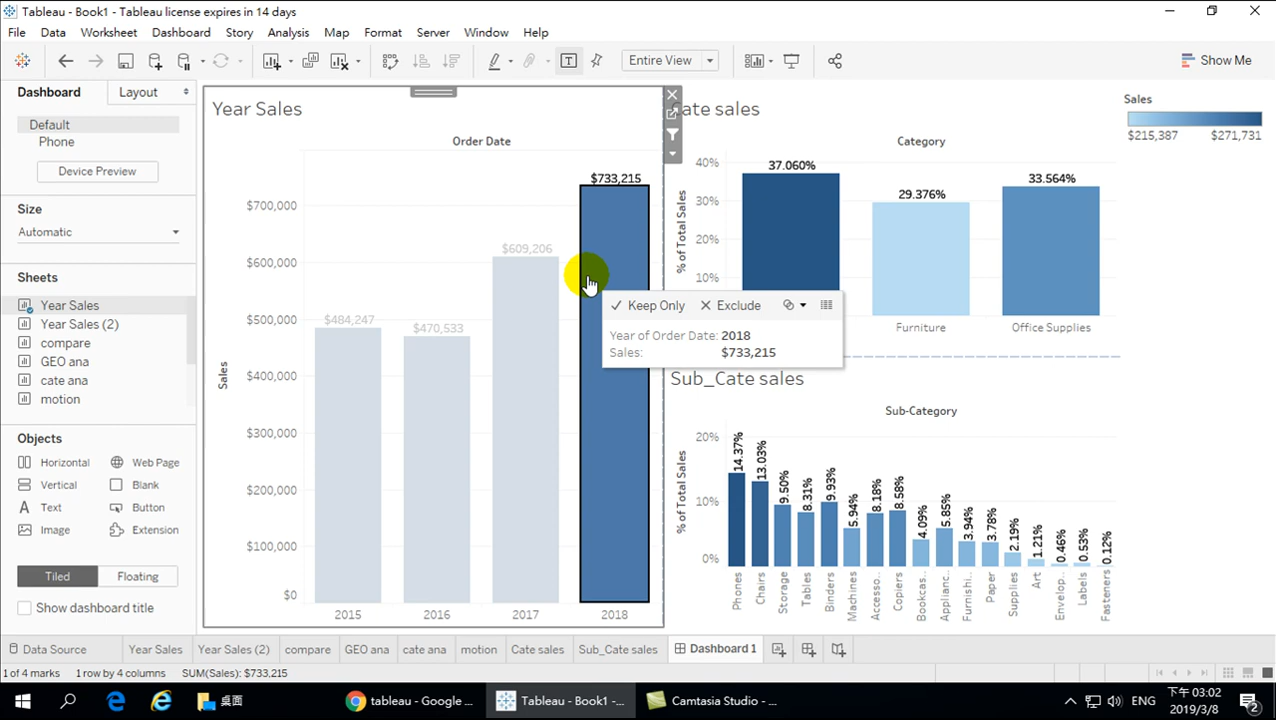 Tableau - Book1 - Tableau license expires in 14 days
File Data Worksheet Dashboard Story Analysis Map Format Server Window Help
Entire View
Show Me
Dashboard Layout
Default
Phone
Device Preview
Size
Automatic
Sheets
Year Sales
Year Sales (2)
compare
GEO ana
cate ana
motion
Objects
Horizontal Web Page
Vertical Blank
Text Button
Image Extension
Tiled Floating
Show dashboard title
Year Sales
Order Date
Sales
$700,000
$600,000
$500,000
$400,000
$300,000
$200,000
$100,000
$0
$484,247
$470,533
$609,206
$733,215
2015 2016 2017 2018
Keep Only Exclude
Year of Order Date: 2018
Sales: $733,215
Cate sales
Category
% of Total Sales
40%
30%
20%
10%
37.060%
29.376%
33.564%
Furniture Office Supplies
Sub_Cate sales
Sub-Category
% of Total Sales
20%
10%
0%
14.37%
13.03%
9.50%
8.31%
9.93%
5.94%
8.18%
8.58%
4.09%
5.85%
3.94%
3.78%
2.19%
1.21%
0.46%
0.53%
0.12%
Phones
Chairs
Storage
Tables
Binders
Machines
Accesso..
Copiers
Bookcas..
Applianc..
Furnishi..
Paper
Supplies
Art
Envelop..
Labels
Fasteners
Sales
$215,387 $271,731
Data Source Year Sales Year Sales (2) compare GEO ana cate ana motion Cate sales Sub_Cate sales Dashboard 1
1 of 4 marks 1 row by 4 columns SUM(Sales): $733,215
桌面
tableau - Google ...
Tableau - Book1 -...
Camtasia Studio - ...
ENG
下午 03:02
2019/3/8
2